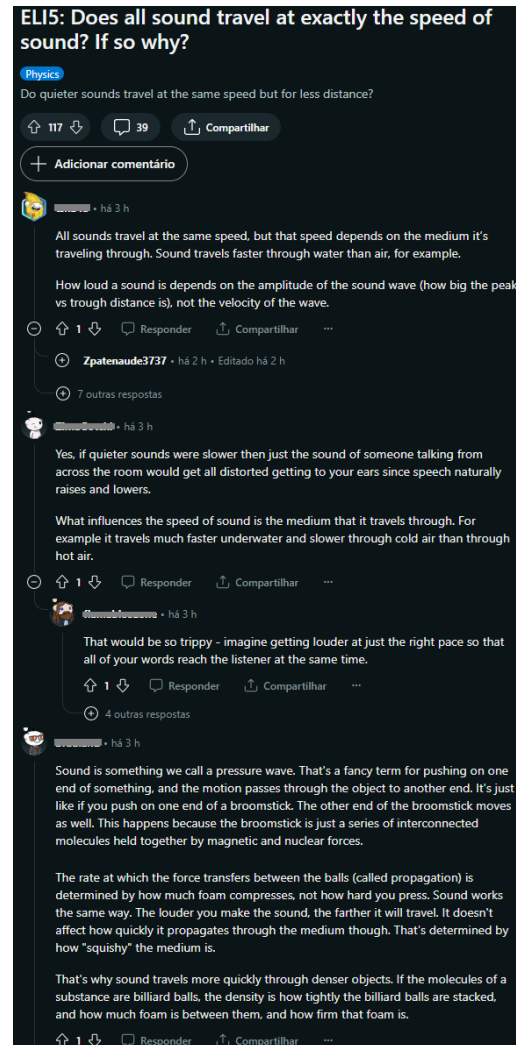 ELI5: Does all sound travel at exactly the speed of
sound? If so why?
Physics
Do quieter sounds travel at the same speed but for less distance?
117
39
Compartilhar
Adicionar comentário
• há 3 h
All sounds travel at the same speed, but that speed depends on the medium it's
traveling through. Sound travels faster through water than air, for example.
How loud a sound is depends on the amplitude of the sound wave (how big the peak
vs trough distance is), not the velocity of the wave.
1 Responder Compartilhar ...
Zpatenaude3737 • há 2 h • Editado há 2 h
7 outras respostas
• há 3 h
Yes, if quieter sounds were slower then just the sound of someone talking from
across the room would get all distorted getting to your ears since speech naturally
raises and lowers.
What influences the speed of sound is the medium that it travels through. For
example it travels much faster underwater and slower through cold air than through
hot air.
1 Responder Compartilhar ...
• há 3 h
That would be so trippy - imagine getting louder at just the right pace so that
all of your words reach the listener at the same time.
1 Responder Compartilhar ...
4 outras respostas
• há 3 h
Sound is something we call a pressure wave. That's a fancy term for pushing on one
end of something, and the motion passes through the object to another end. It's just
like if you push on one end of a broomstick. The other end of the broomstick moves
as well. This happens because the broomstick is just a series of interconnected
molecules held together by magnetic and nuclear forces.
The rate at which the force transfers between the balls (called propagation) is
determined by how much foam compresses, not how hard you press. Sound works
the same way. The louder you make the sound, the farther it will travel. It doesn't
affect how quickly it propagates through the medium though. That's determined by
how "squishy" the medium is.
That's why sound travels more quickly through denser objects. If the molecules of a
substance are billiard balls, the density is how tightly the billiard balls are stacked,
and how much foam is between them, and how firm that foam is.
1 Responder Compartilhar ...